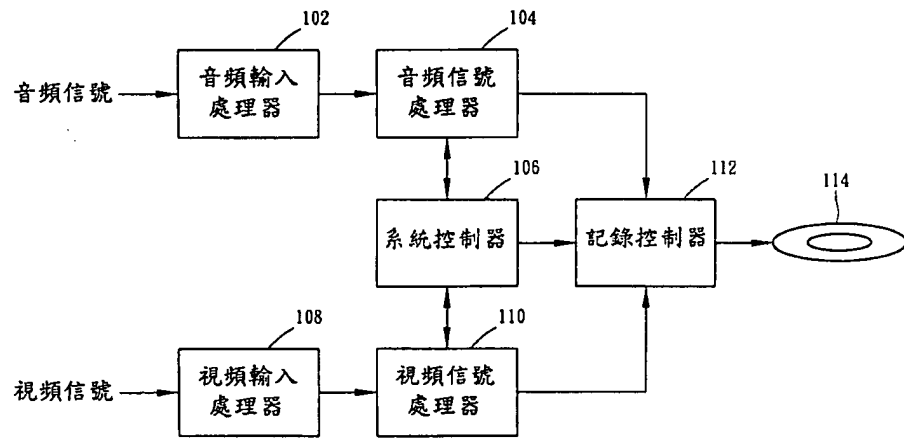 102
104
音頻信號
音頻輸入
處理器
音頻信號
處理器
106
112
114
系統控制器
記錄控制器
108
110
視頻信號
視頻輸入
處理器
視頻信號
處理器